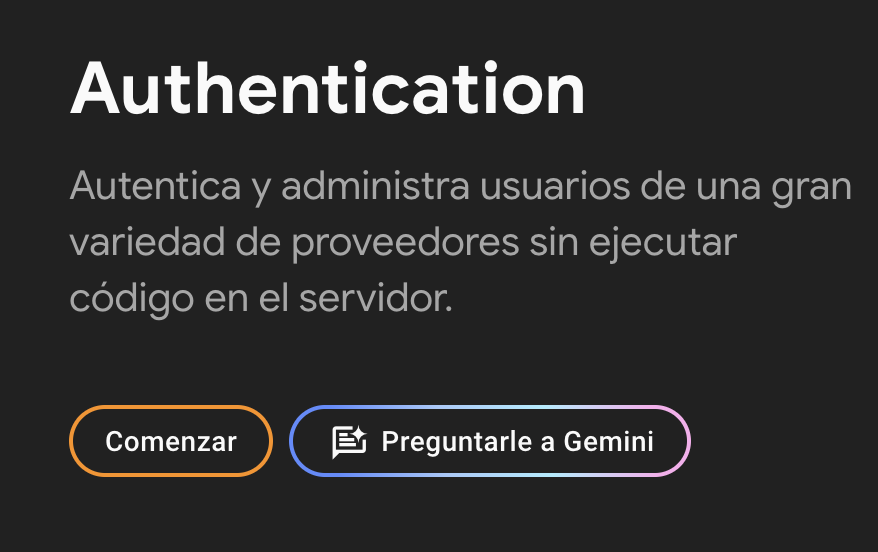 Authentication
Autentica y administra usuarios de una gran
variedad de proveedores sin ejecutar
código en el servidor.
Comenzar
Preguntarle a Gemini